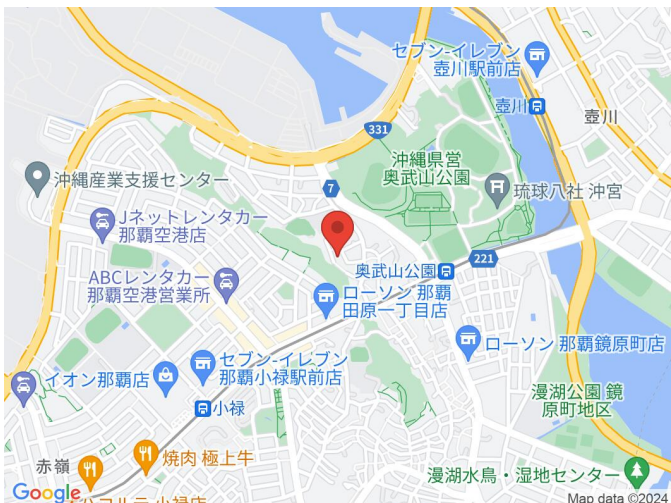 セブン-イレブン
壺川駅前店
壺川
壺川
331
沖縄県営
奥武山公園
沖縄産業支援センター
7
琉球八社 沖宮
Jネットレンタカー
那覇空港店
221
奥武山公園
ABCレンタカー
那覇空港営業所
ローソン 那覇
田原一丁目店
ローソン 那覇鏡原町店
セブン-イレブン
那覇小禄駅前店
イオン那覇店
漫湖公園 鏡
原町地区
小禄
赤嶺
焼肉 極上牛
漫湖水鳥・湿地センター
Google
Map data ©2024